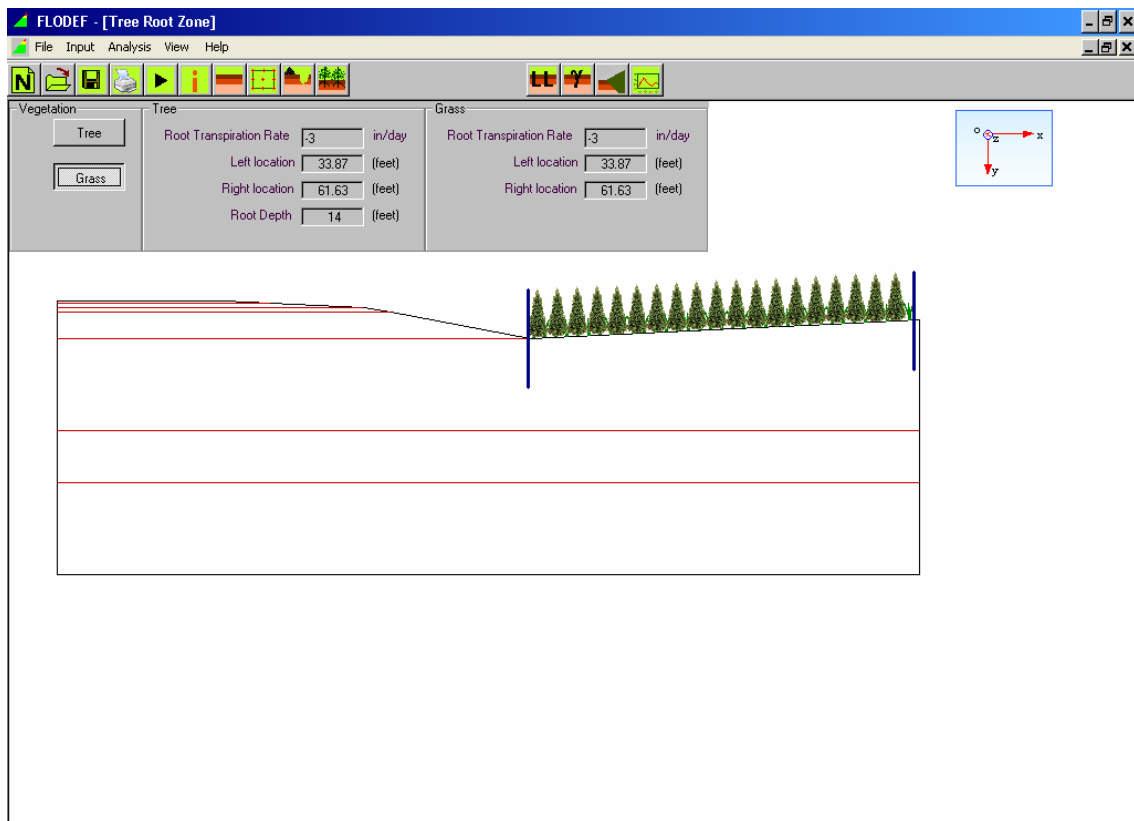 FLODEF - [Tree Root Zone]
File Input Analysis View Help
N i LL γ
Vegetation
Tree
Grass
Tree
Root Transpiration Rate -3 in/day
Left location 33.87 (feet)
Right location 61.63 (feet)
Root Depth 14 (feet)
Grass
Root Transpiration Rate -3 in/day
Left location 33.87 (feet)
Right location 61.63 (feet)
o z x
y